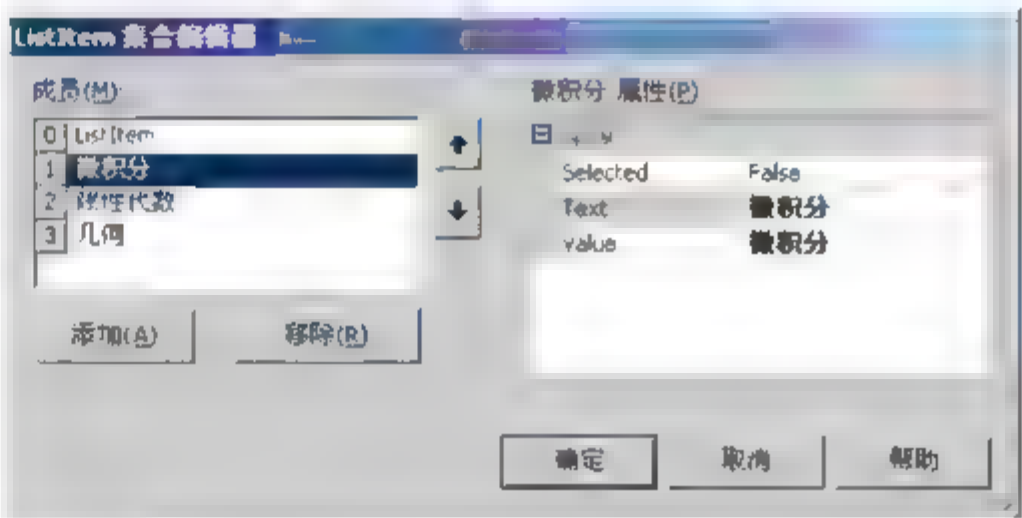 ListItem 集合编辑器
成员(M)
0 ListItem
1 微积分
2 线性代数
3 几何
添加(A)
移除(R)
微积分 属性(P)
Selected False
Text 微积分
Value 微积分
确定
取消
帮助